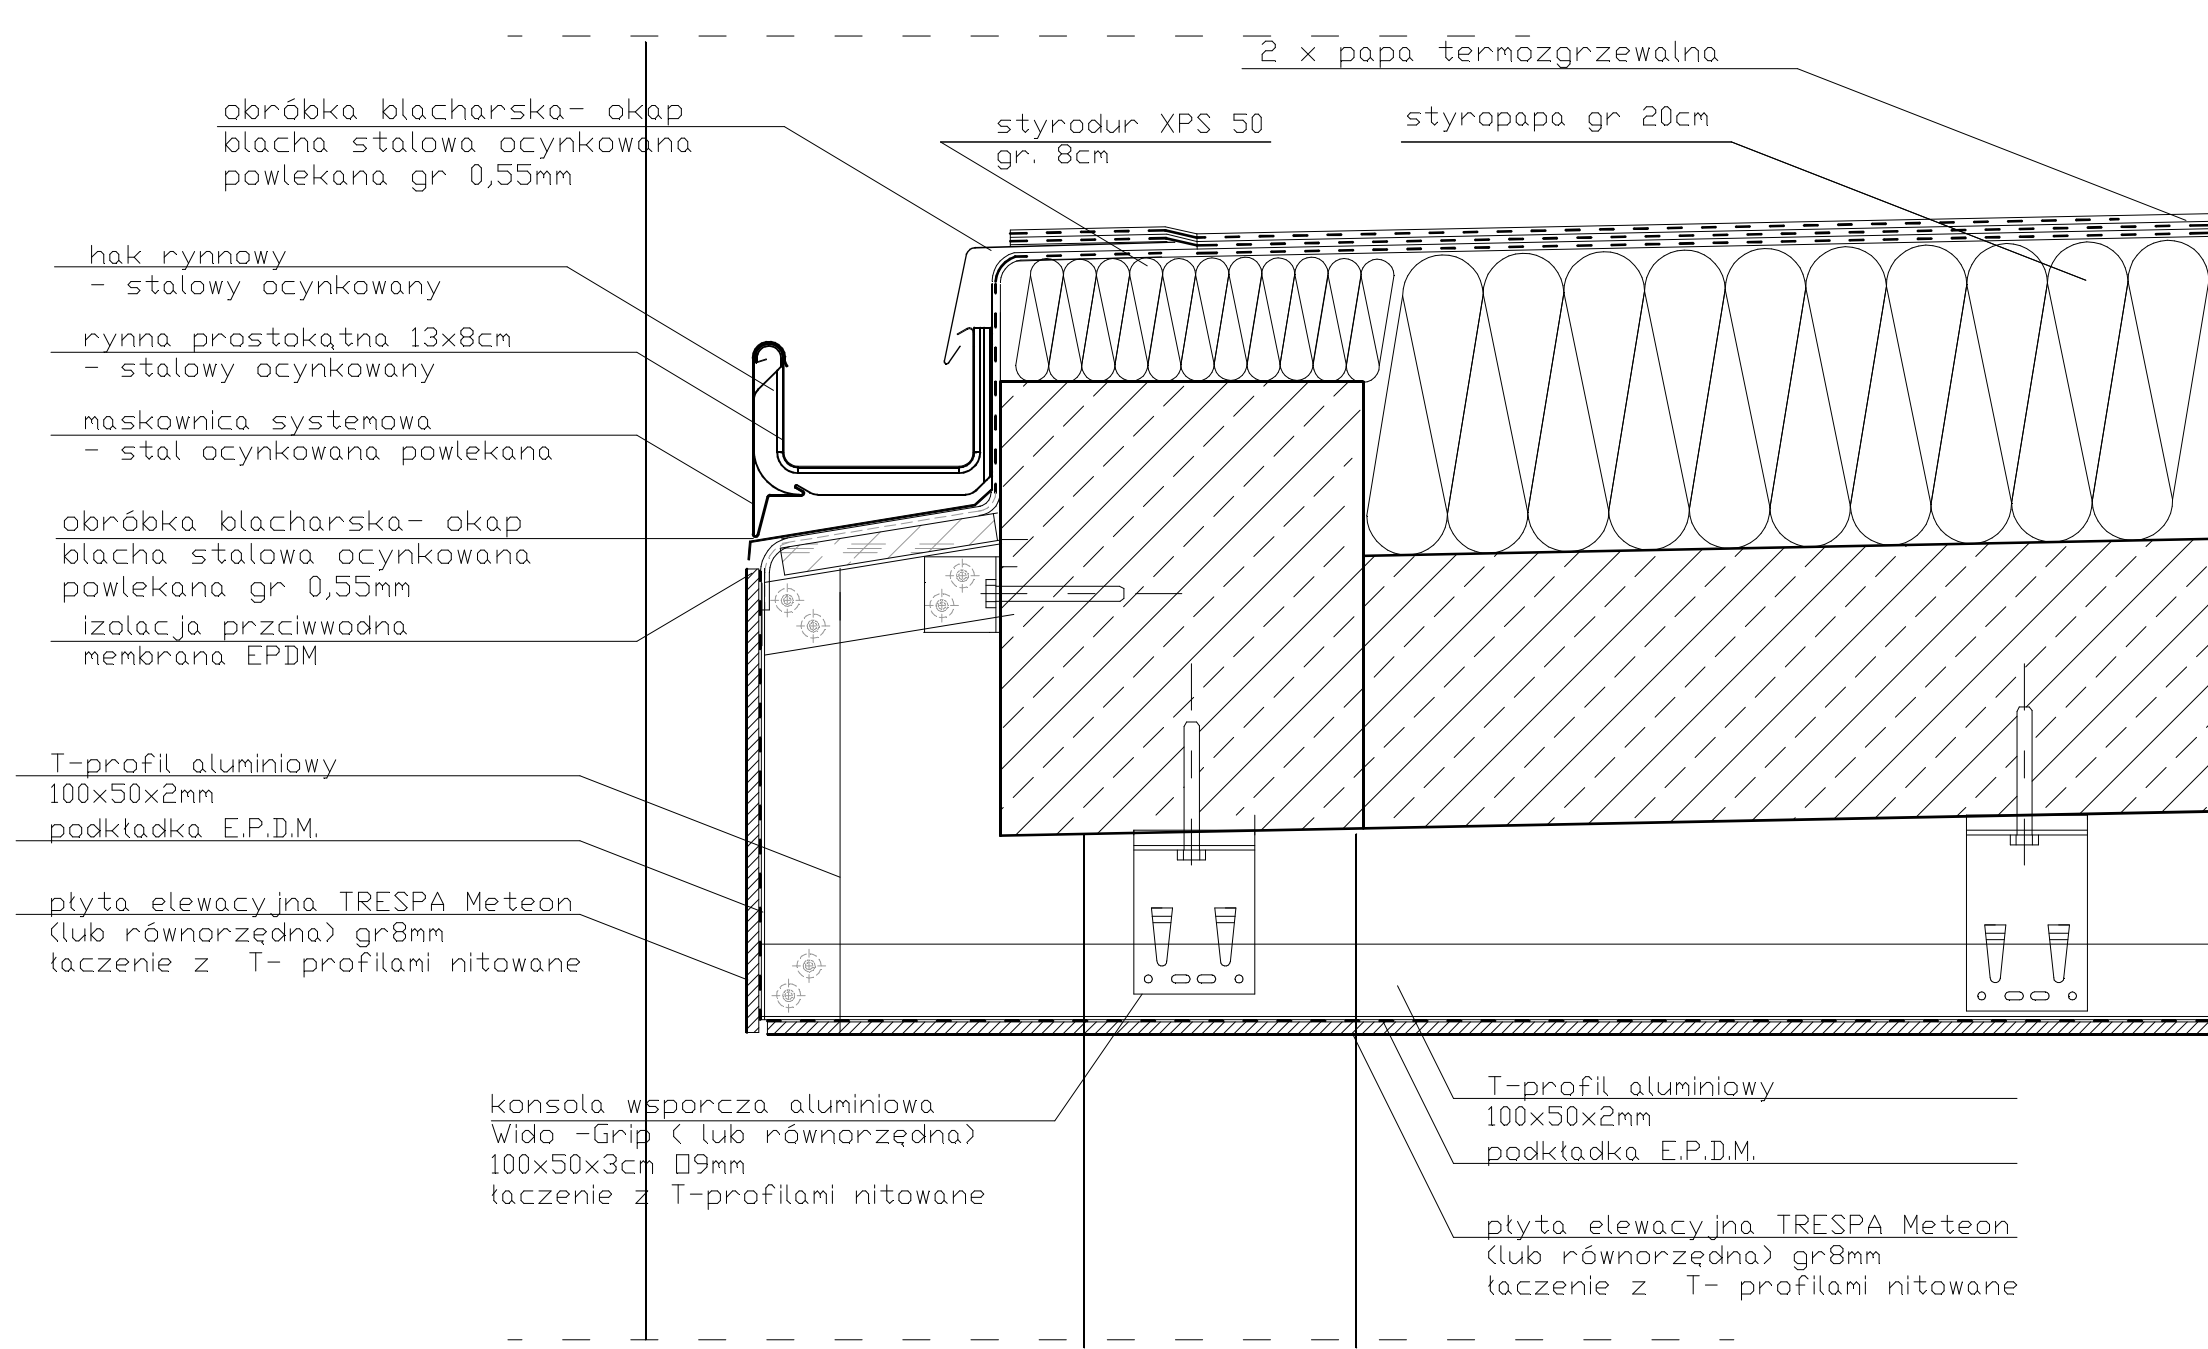 2 x papa termozgrzewalna
obróbka blacharska- okap
blacha stalowa ocynkowana
powlekana gr 0,55mm
styrodur XPS 50
gr. 8cm
styropapa gr 20cm
hak rynnowy
- stalowy ocynkowany
rynna prostokątna 13x8cm
- stalowy ocynkowany
maskownica systemowa
- stal ocynkowana powlekana
obróbka blacharska- okap
blacha stalowa ocynkowana
powlekana gr 0,55mm
izolacja przciwwodna
membrana EPDM
T-profil aluminiowy
100x50x2mm
podkładka E.P.D.M.
płyta elewacyjna TRESPA Meteon
(lub równorzędna) gr8mm
łaczenie z T- profilami nitowane
konsola wsporcza aluminiowa
Wido -Grip ( lub równorzędna)
100x50x3cm □9mm
łaczenie z T-profilami nitowane
T-profil aluminiowy
100x50x2mm
podkładka E.P.D.M.
płyta elewacyjna TRESPA Meteon
(lub równorzędna) gr8mm
łaczenie z T- profilami nitowane